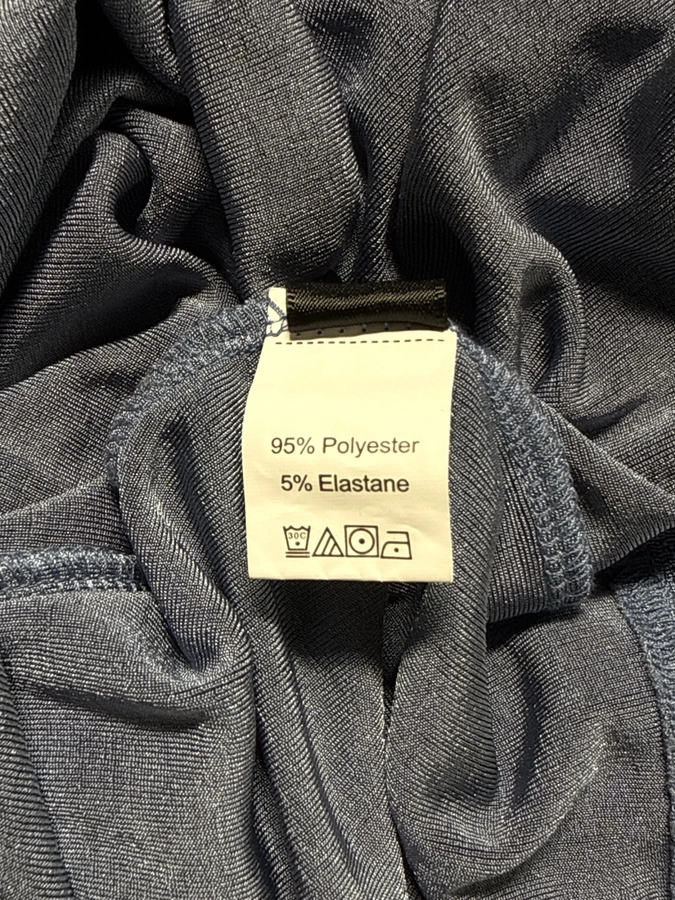 95% Polyester
5% Elastane
30C